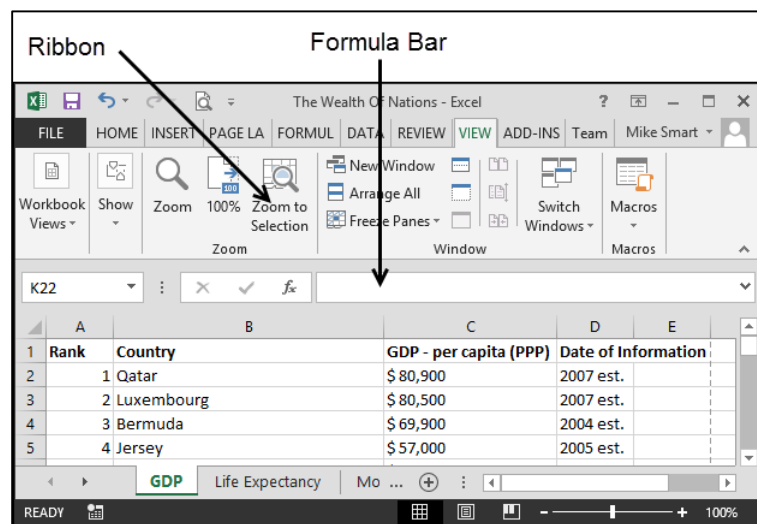 Ribbon Formula Bar
The Wealth Of Nations - Excel ?
FILE HOME INSERT PAGE LA FORMUL DATA REVIEW VIEW ADD-INS Team Mike Smart
Workbook Views Show Zoom 100% 100 Zoom to Selection
New Window
Arrange All
Freeze Panes
Switch Windows
Macros
Zoom Window Macros
K22 fx
A B C D E
1 Rank Country GDP - per capita (PPP) Date of Information
2 1 Qatar $ 80,900 2007 est.
3 2 Luxembourg $ 80,500 2007 est.
4 3 Bermuda $ 69,900 2004 est.
5 4 Jersey $ 57,000 2005 est.
GDP Life Expectancy Mo ...
READY 100%